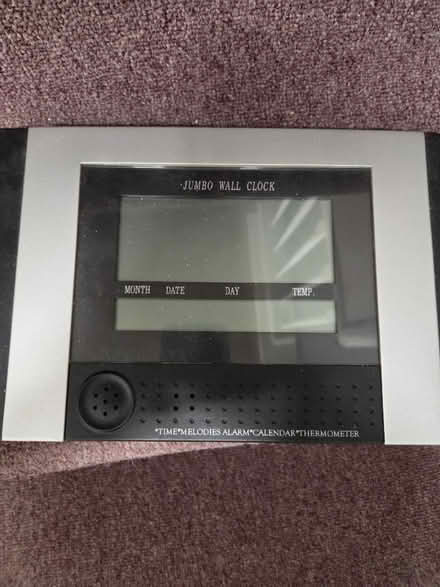 JUMBO WALL CLOCK
MONTH DATE DAY TEMP.
*TIME*MELODIES ALARM*CALENDAR*THERMOMETER